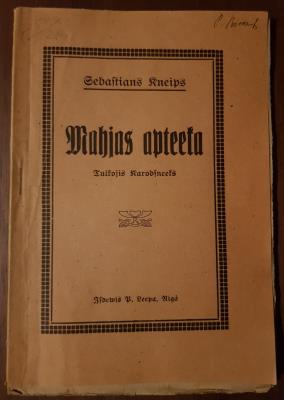 Sebastians Kneips
Mahjas apteeka
Tulkojis Karodsneeks
Isdewis P. Leepa, Rigâ